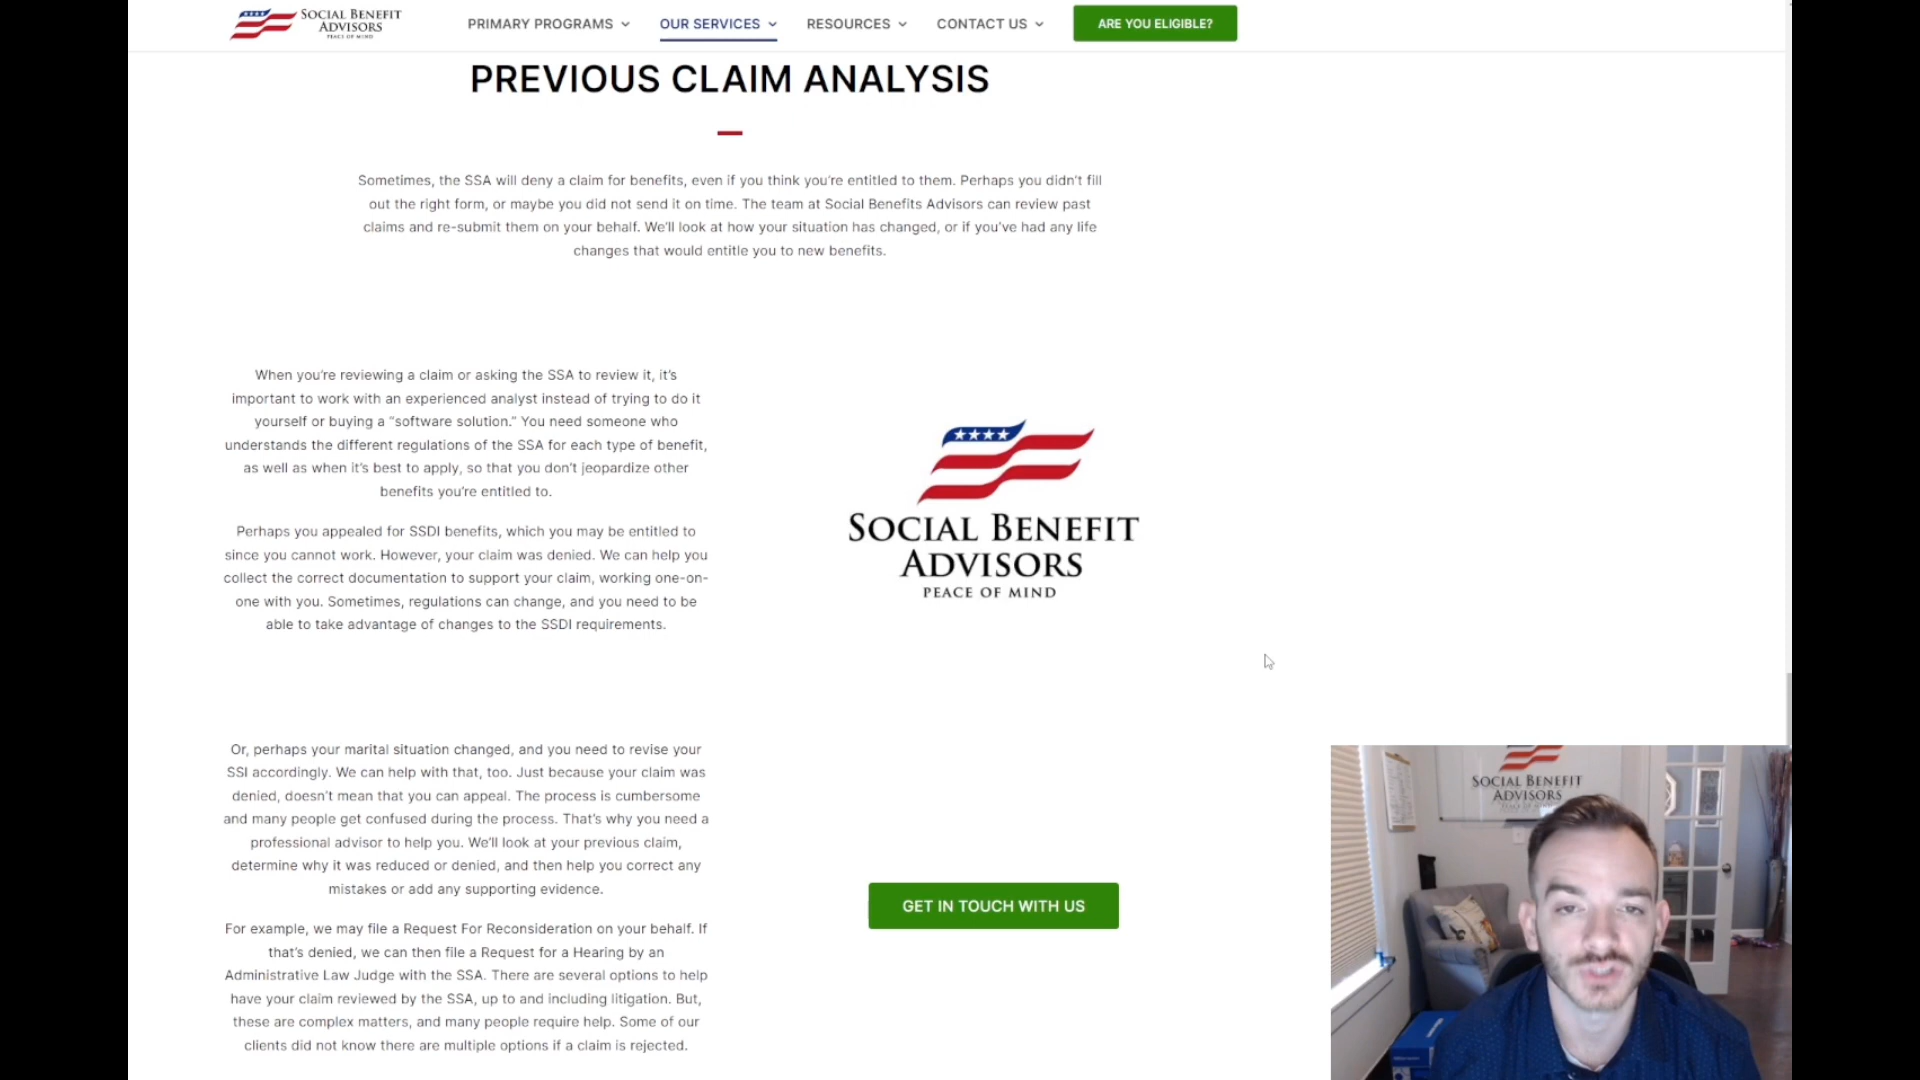 SOCIAL BENEFIT
ADVISORS
PEACE OF MIND
PRIMARY PROGRAMS
OUR SERVICES
RESOURCES
CONTACT US
ARE YOU ELIGIBLE?
PREVIOUS CLAIM ANALYSIS
Sometimes, the SSA will deny a claim for benefits, even if you think you're entitled to them. Perhaps you didn't fill
out the right form, or maybe you did not send it on time. The team at Social Benefits Advisors can review past
claims and re-submit them on your behalf. We'll look at how your situation has changed, or if you've had any life
changes that would entitle you to new benefits.
When you're reviewing a claim or asking the SSA to review it, it's
important to work with an experienced analyst instead of trying to do it
yourself or buying a "software solution." You need someone who
understands the different regulations of the SSA for each type of benefit,
as well as when it's best to apply, so that you don't jeopardize other
benefits you're entitled to.
Perhaps you appealed for SSDI benefits, which you may be entitled to
since you cannot work. However, your claim was denied. We can help you
collect the correct documentation to support your claim, working one-on-
one with you. Sometimes, regulations can change, and you need to be
able to take advantage of changes to the SSDI requirements.
SOCIAL BENEFIT
ADVISORS
PEACE OF MIND
Or, perhaps your marital situation changed, and you need to revise your
SSI accordingly. We can help with that, too. Just because your claim was
denied, doesn't mean that you can appeal. The process is cumbersome
and many people get confused during the process. That's why you need a
professional advisor to help you. We'll look at your previous claim,
determine why it was reduced or denied, and then help you correct any
mistakes or add any supporting evidence.
For example, we may file a Request For Reconsideration on your behalf. If
that's denied, we can then file a Request for a Hearing by an
Administrative Law Judge with the SSA. There are several options to help
have your claim reviewed by the SSA, up to and including litigation. But,
these are complex matters, and many people require help. Some of our
clients did not know there are multiple options if a claim is rejected.
GET IN TOUCH WITH US
SOCIAL BENEFIT
ADVISORS